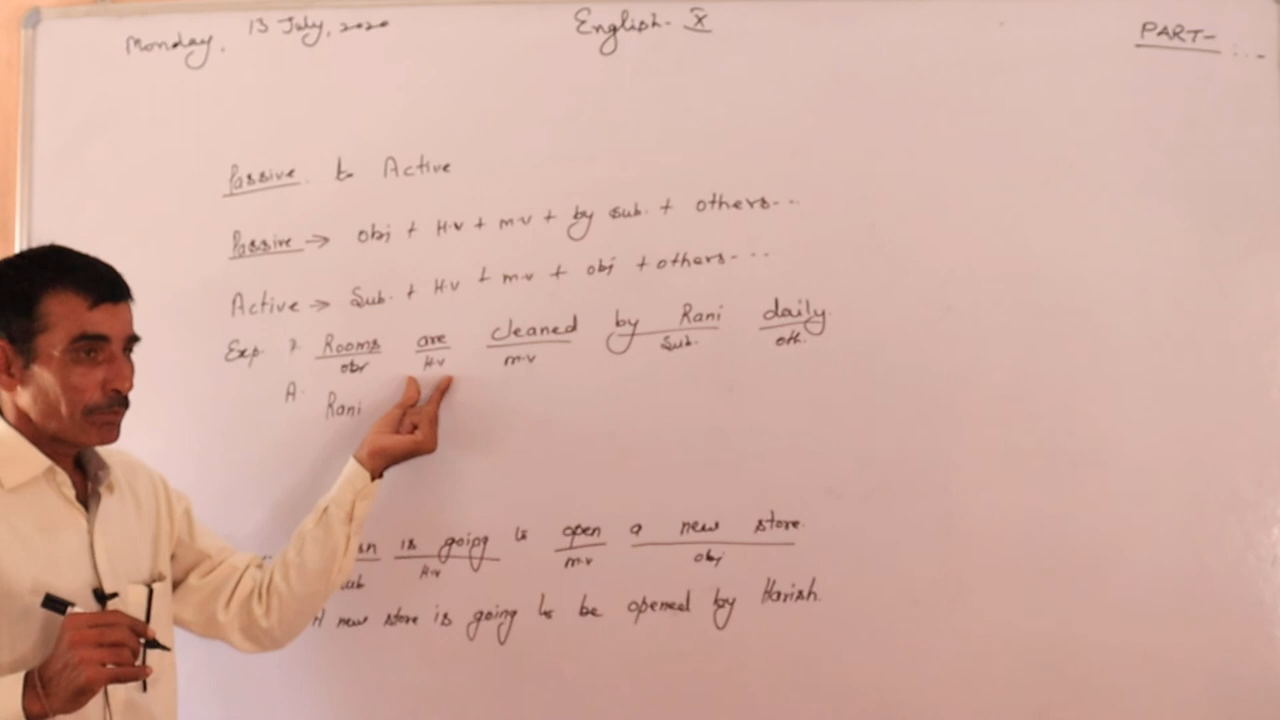 Monday, 13 July, 2020
English - X
PART-
Passive to Active
Passive → obj + H.v + m.v + by sub. + others...
Active → Sub. + H.v + m.v + obj + others....
Exp. P. Rooms are cleaned by Rani daily.
obj H.v m.v Sub. oth.
A. Rani
is going to open a new store.
H.v m.v obj
new store is going to be opened by Harish.